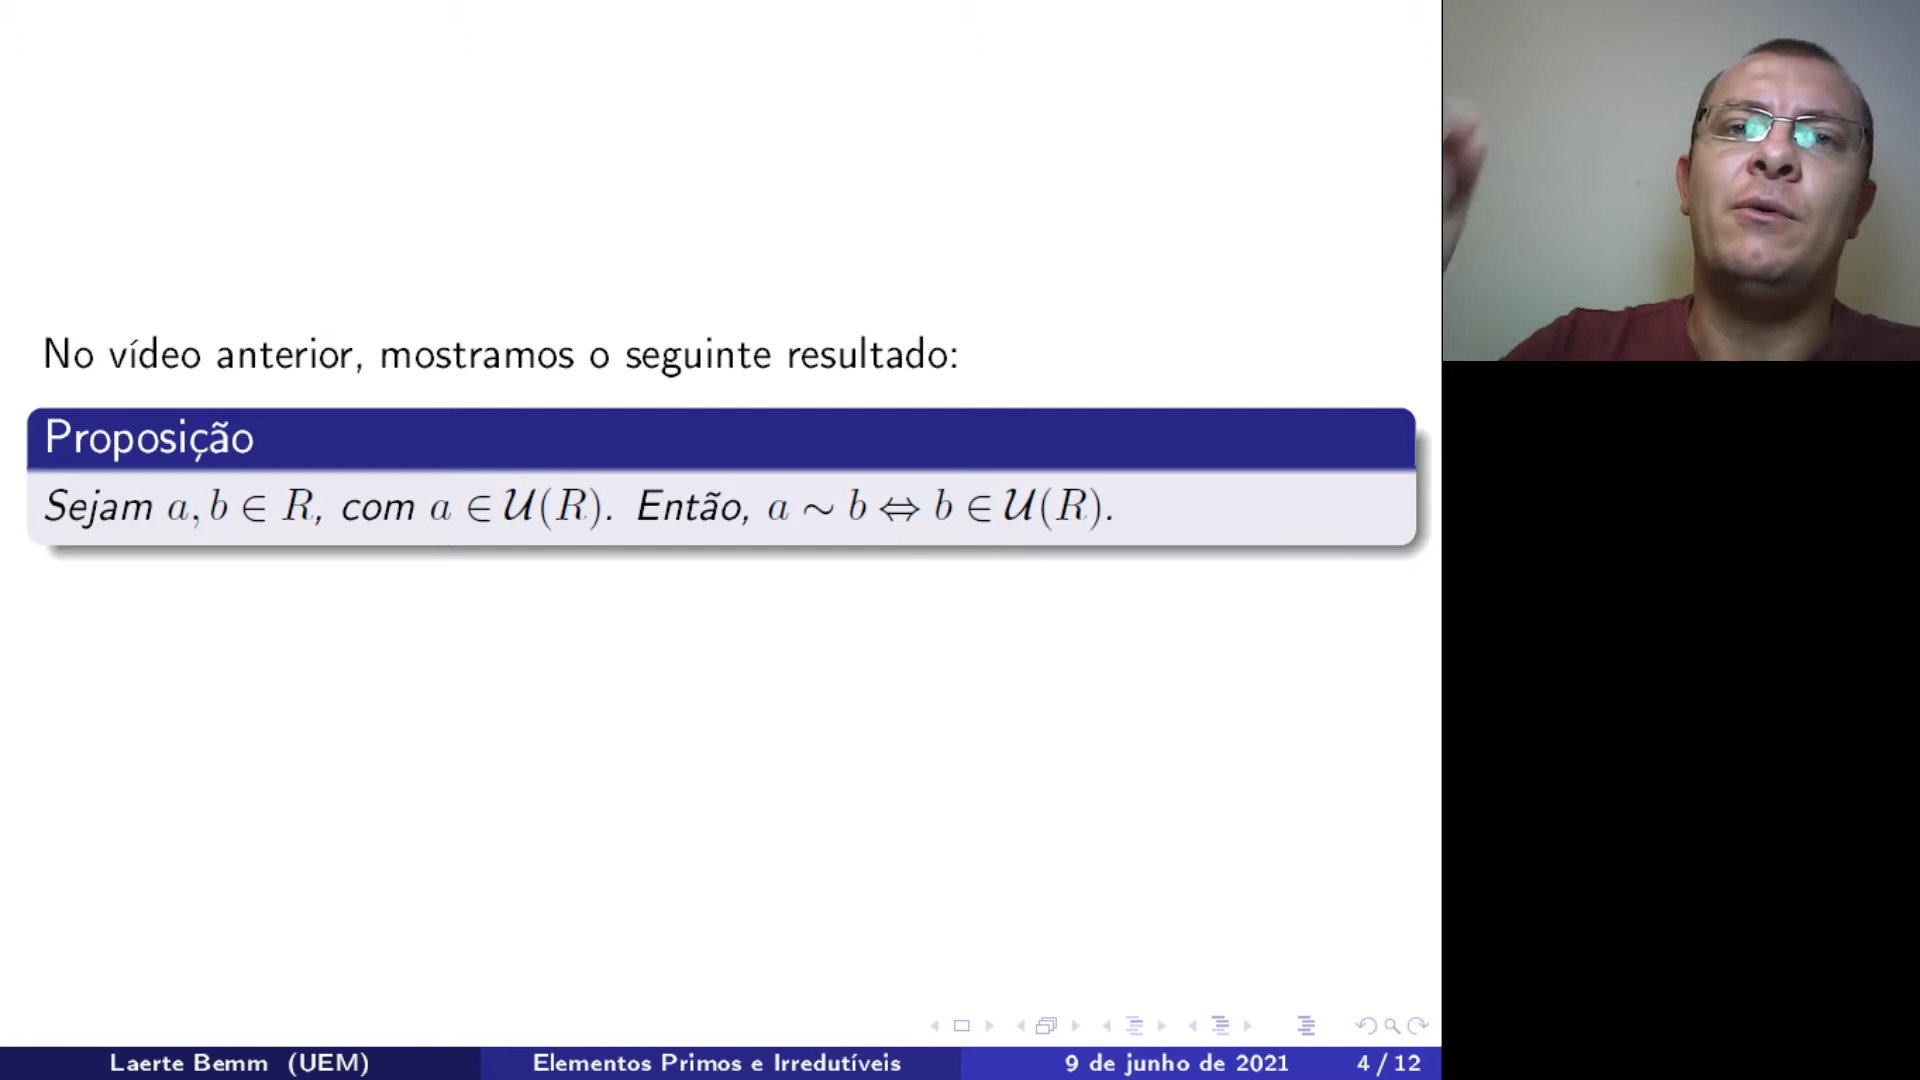 No vídeo anterior, mostramos o seguinte resultado:
Proposição
Sejam a, b ∈ R, com a ∈ 𝒰(R). Então, a ∼ b ⇔ b ∈ 𝒰(R).
Laerte Bemm (UEM) Elementos Primos e Irredutíveis 9 de junho de 2021 4 / 12